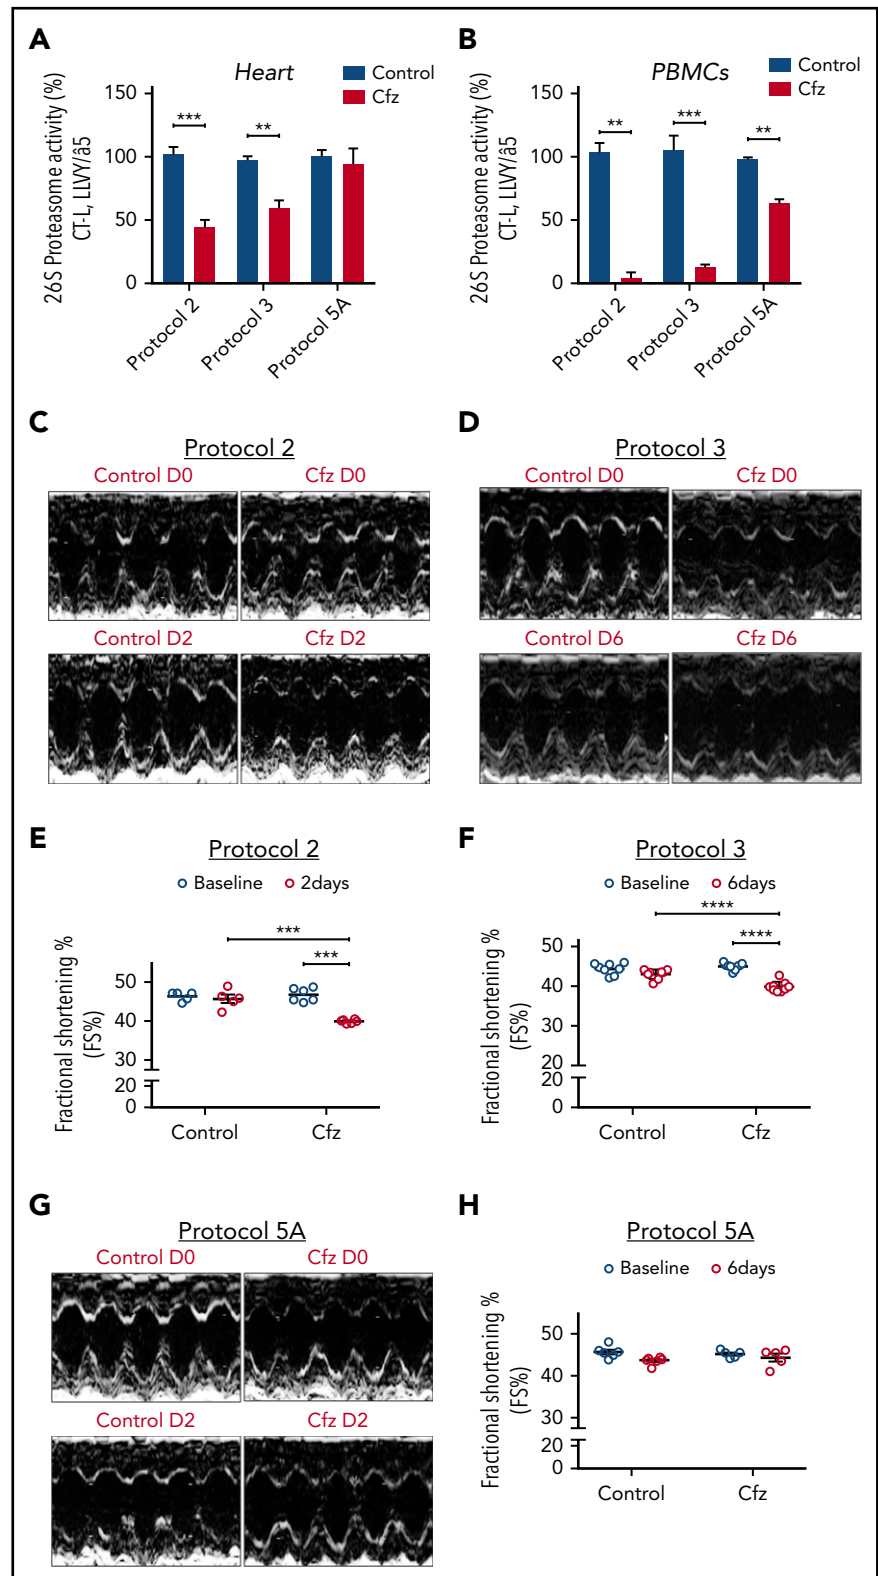 A
Heart
Control
Cfz
26S Proteasome activity (%)
CT-L, LLVY/â5
150
100
50
0
***
**
Protocol 2
Protocol 3
Protocol 5A
B
PBMCs
Control
Cfz
26S Proteasome activity (%)
CT-L, LLVY/â5
150
100
50
0
**
***
**
Protocol 2
Protocol 3
Protocol 5A
C
Protocol 2
Control D0
Cfz D0
Control D2
Cfz D2
D
Protocol 3
Control D0
Cfz D0
Control D6
Cfz D6
E
Protocol 2
Baseline
2days
Fractional shortening %
(FS%)
***
***
50
40
30
20
0
Control
Cfz
F
Protocol 3
Baseline
6days
Fractional shortening %
(FS%)
****
****
50
40
30
20
20
0
Control
Cfz
G
Protocol 5A
Control D0
Cfz D0
Control D2
Cfz D2
H
Protocol 5A
Baseline
6days
Fractional shortening %
(FS%)
50
40
30
20
0
Control
Cfz